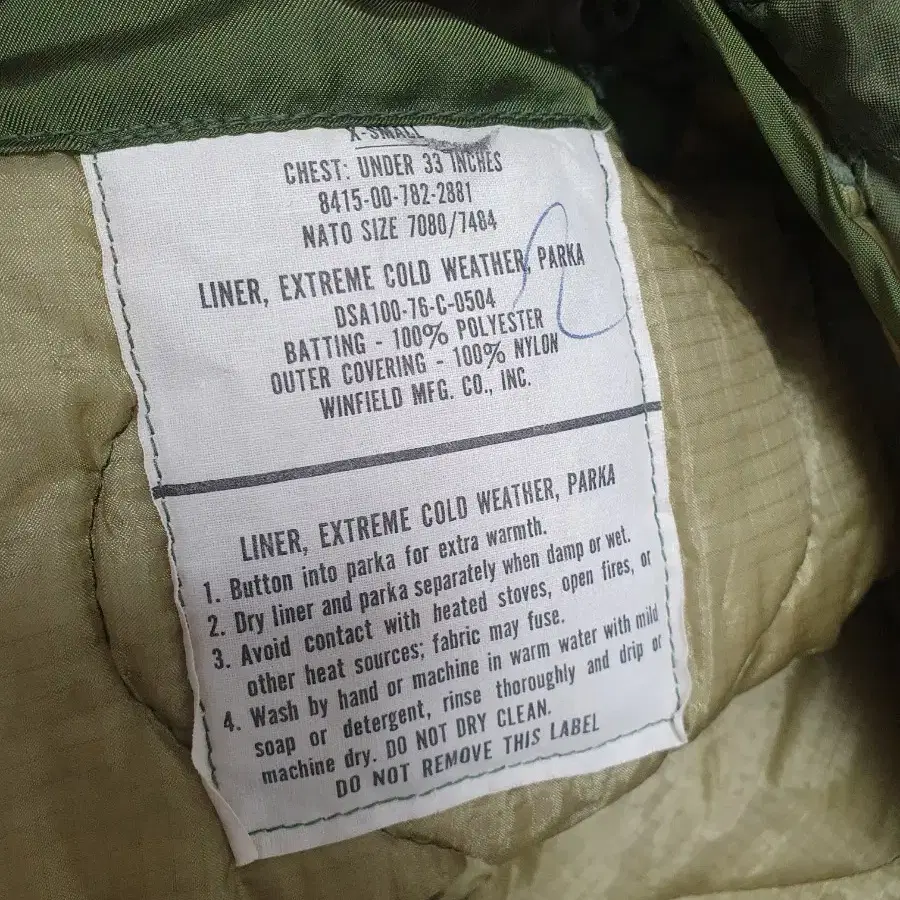 X-SMALL
CHEST: UNDER 33 INCHES
8415-00-782-2881
NATO SIZE 7080/7484
LINER, EXTREME COLD WEATHER, PARKA
DSA100-76-C-0504
BATTING - 100% POLYESTER
OUTER COVERING - 100% NYLON
WINFIELD MFG. CO., INC.
LINER, EXTREME COLD WEATHER, PARKA
1. Button into parka for extra warmth.
2. Dry liner and parka separately when damp or wet.
3. Avoid contact with heated stoves, open fires, or
other heat sources; fabric may fuse.
4. Wash by hand or machine in warm water with mild
soap or detergent, rinse thoroughly and drip or
machine dry. DO NOT DRY CLEAN.
DO NOT REMOVE THIS LABEL